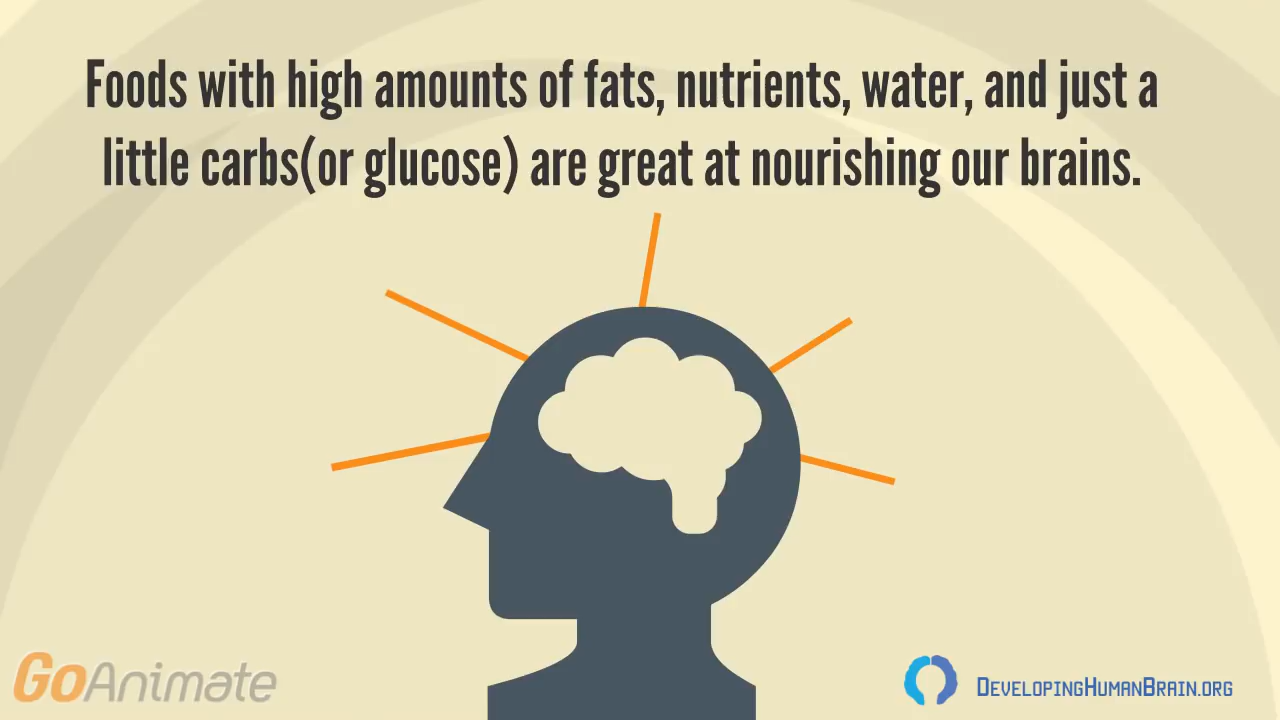 Foods with high amounts of fats, nutrients, water, and just a
little carbs(or glucose) are great at nourishing our brains.
GoAnimate
DevelopingHumanBrain.org